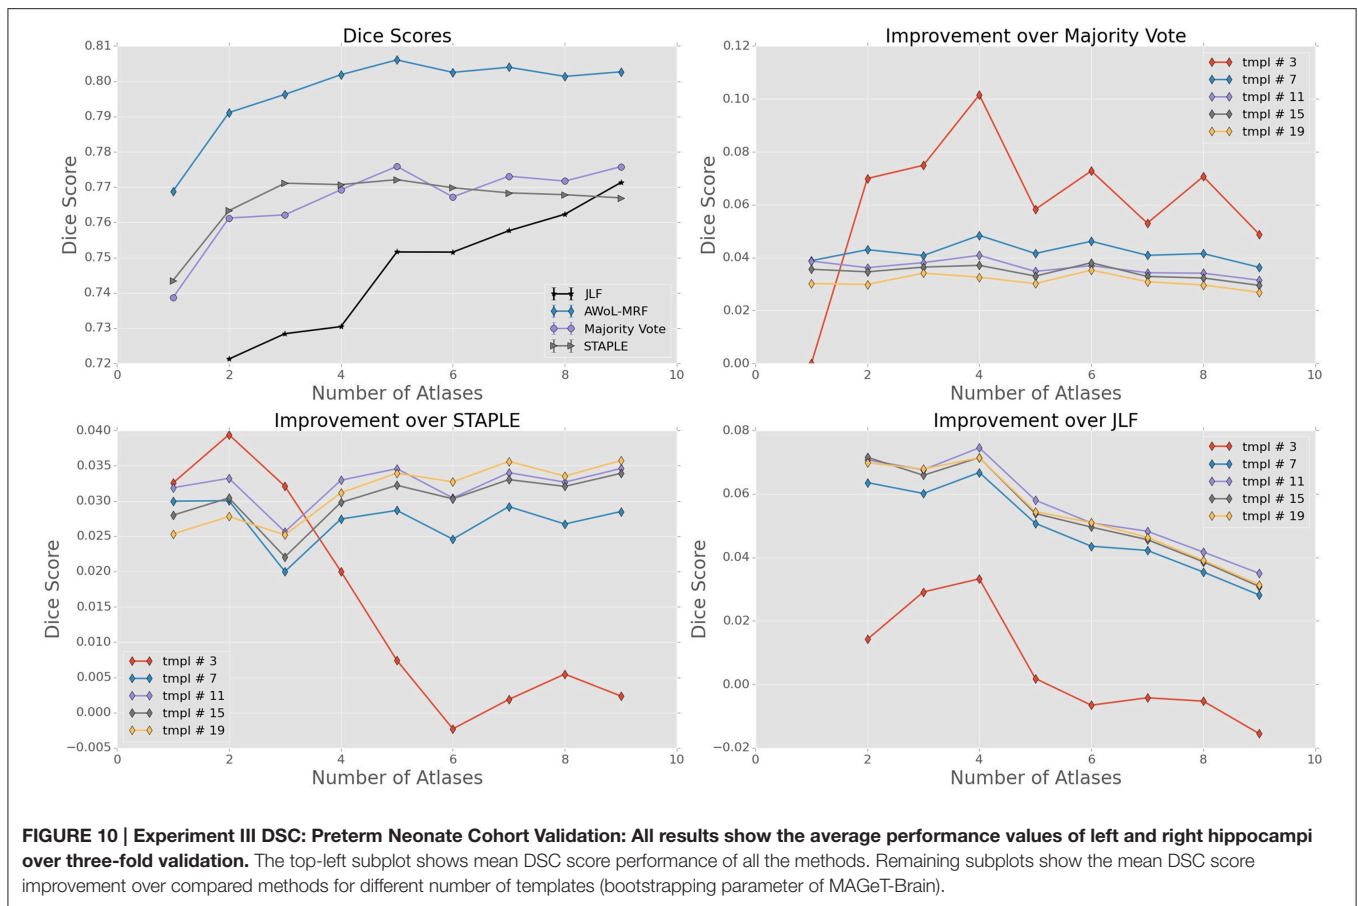 Dice Scores
0.81
0.80
0.79
0.78
0.77
0.76
0.75
0.74
0.73
0.72
Dice Score
0 2 4 6 8 10
Number of Atlases
JLF
AWoL-MRF
Majority Vote
STAPLE
Improvement over Majority Vote
0.12
0.10
0.08
0.06
0.04
0.02
0.00
Dice Score
0 2 4 6 8 10
Number of Atlases
tmpl # 3
tmpl # 7
tmpl # 11
tmpl # 15
tmpl # 19
Improvement over STAPLE
0.040
0.035
0.030
0.025
0.020
0.015
0.010
0.005
0.000
−0.005
Dice Score
0 2 4 6 8 10
Number of Atlases
tmpl # 3
tmpl # 7
tmpl # 11
tmpl # 15
tmpl # 19
Improvement over JLF
0.08
0.06
0.04
0.02
0.00
−0.02
Dice Score
0 2 4 6 8 10
Number of Atlases
tmpl # 3
tmpl # 7
tmpl # 11
tmpl # 15
tmpl # 19
FIGURE 10 | Experiment III DSC: Preterm Neonate Cohort Validation: All results show the average performance values of left and right hippocampi
over three-fold validation. The top-left subplot shows mean DSC score performance of all the methods. Remaining subplots show the mean DSC score
improvement over compared methods for different number of templates (bootstrapping parameter of MAGeT-Brain).